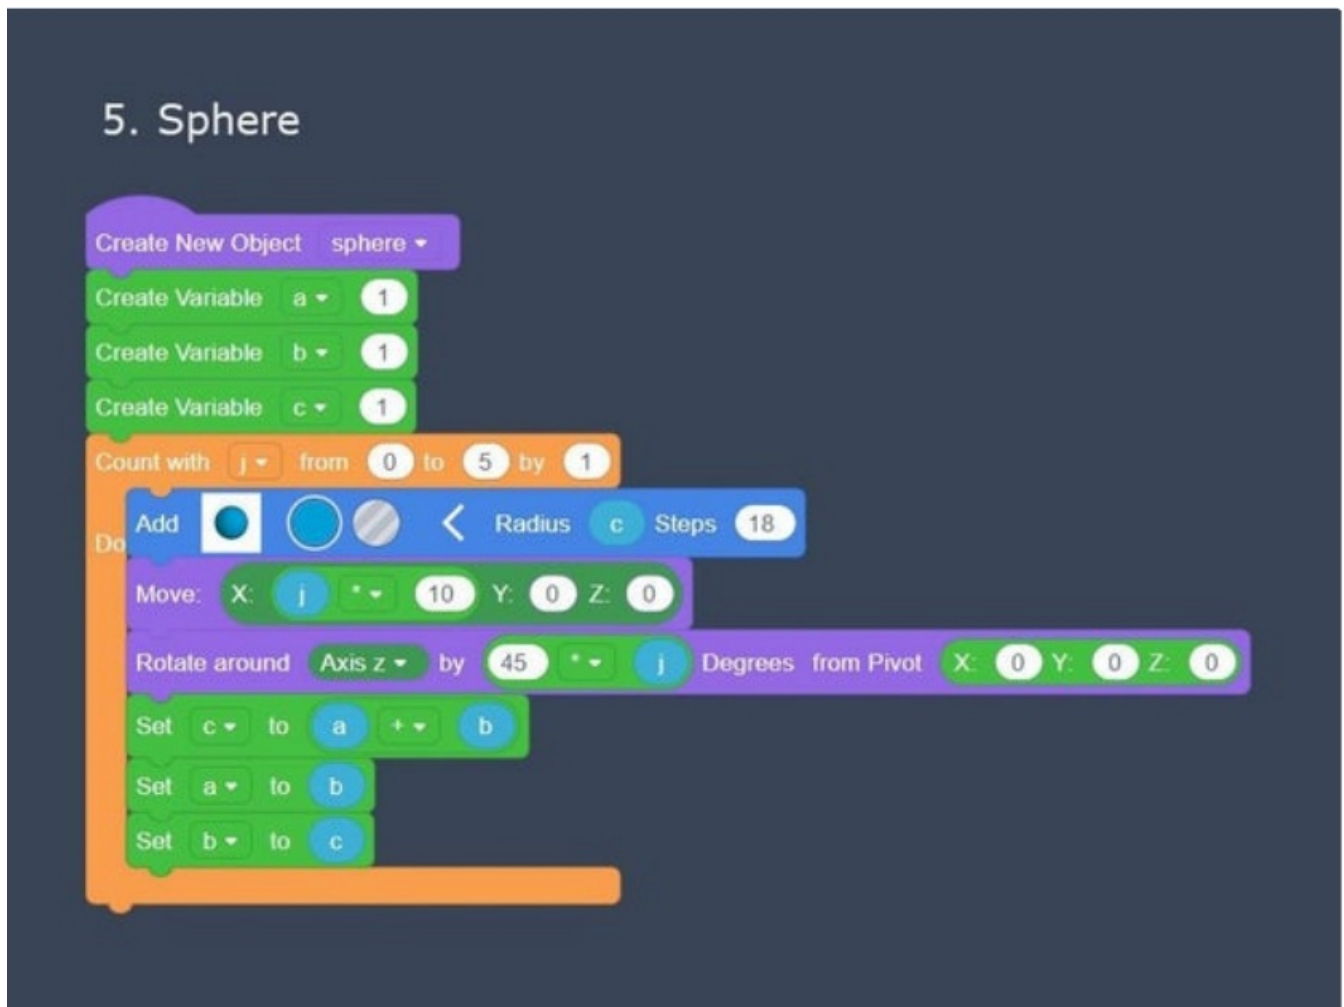 5. Sphere
Create New Object sphere
Create Variable a 1
Create Variable b 1
Create Variable c 1
Count with j from 0 to 5 by 1
Do
Add Radius c Steps 18
Move: X: j * 10 Y: 0 Z: 0
Rotate around Axis z by 45 * j Degrees from Pivot X: 0 Y: 0 Z: 0
Set c to a + b
Set a to b
Set b to c